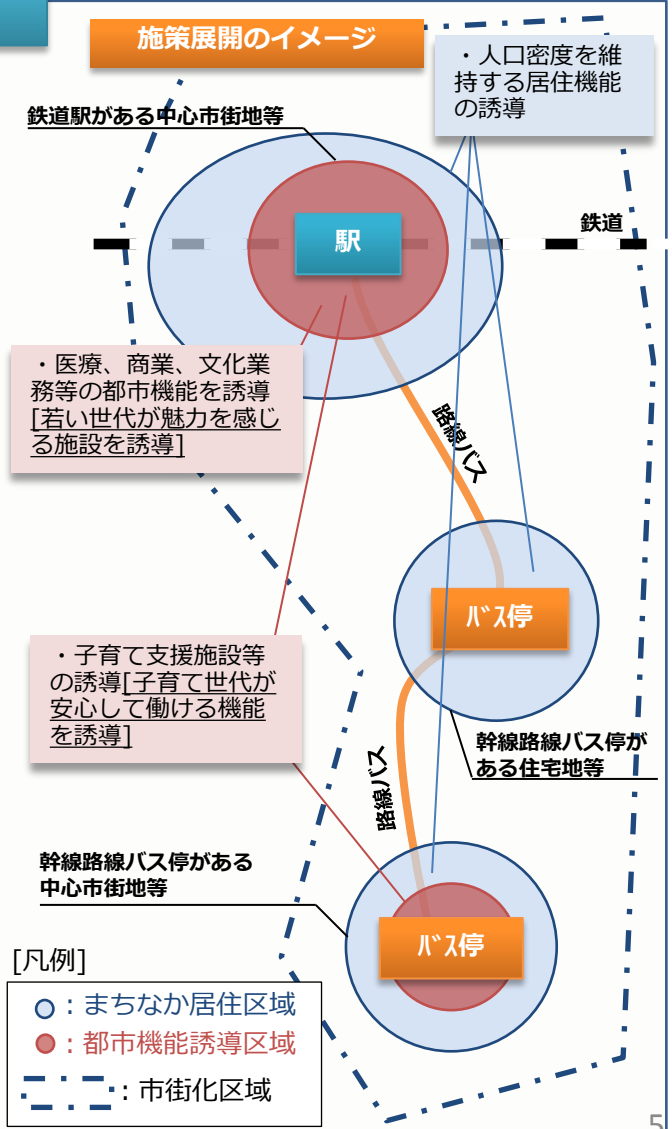 施策展開のイメージ
・人口密度を維
持する居住機能
の誘導
鉄道駅がある中心市街地等
鉄道
駅
・医療、商業、文化業
務等の都市機能を誘導
[若い世代が魅力を感じ
る施設を誘導]
路線バス
バス停
・子育て支援施設等
の誘導[子育て世代が
安心して働ける機能
を誘導]
幹線路線バス停が
ある住宅地等
路線バス
幹線路線バス停がある
中心市街地等
バス停
[凡例]
：まちなか居住区域
：都市機能誘導区域
：市街化区域
5